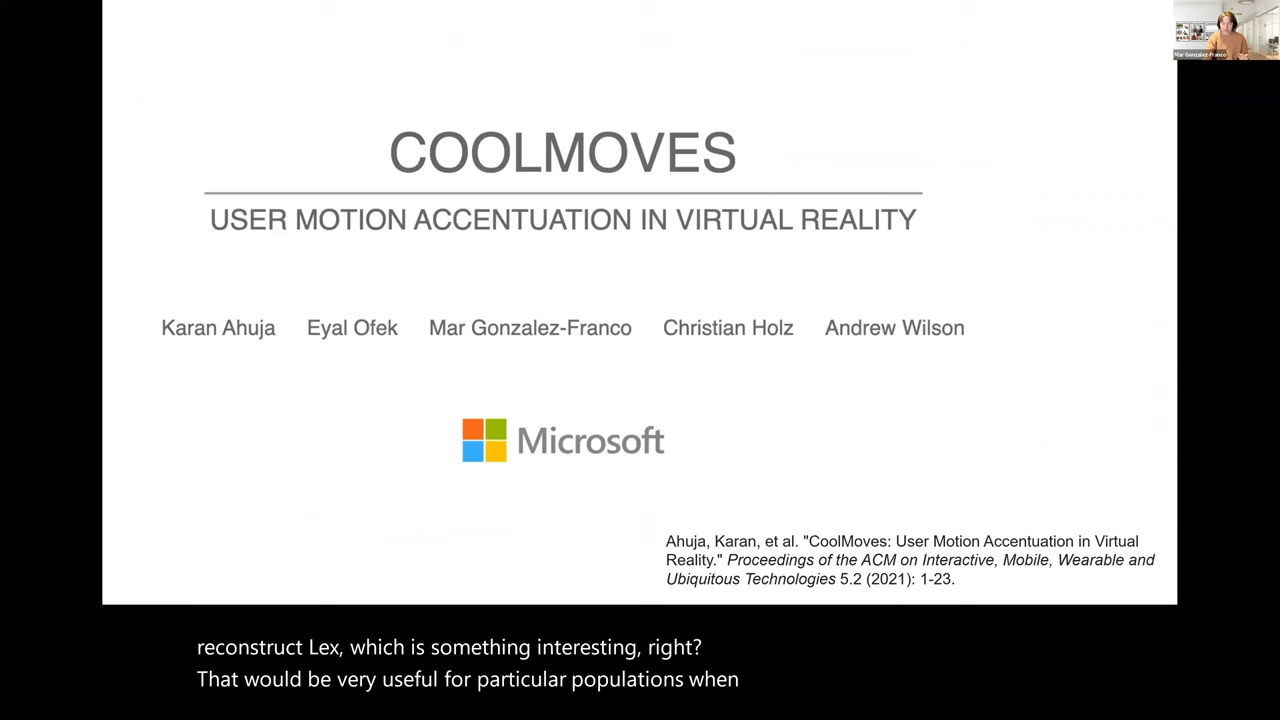 Mar Gonzalez-Franco
COOLMOVES
USER MOTION ACCENTUATION IN VIRTUAL REALITY
Karan Ahuja Eyal Ofek Mar Gonzalez-Franco Christian Holz Andrew Wilson
Microsoft
Ahuja, Karan, et al. "CoolMoves: User Motion Accentuation in Virtual
Reality." Proceedings of the ACM on Interactive, Mobile, Wearable and
Ubiquitous Technologies 5.2 (2021): 1-23.
reconstruct Lex, which is something interesting, right?
That would be very useful for particular populations when